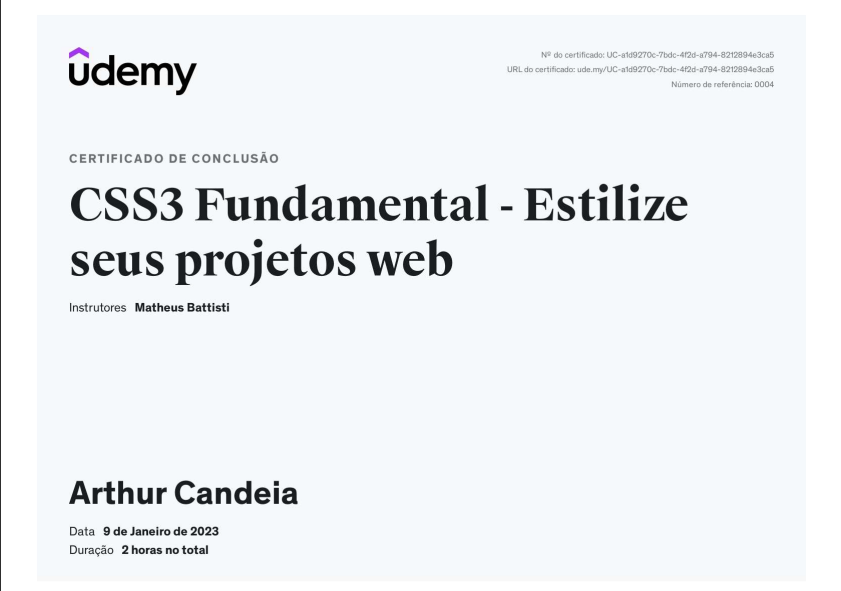 udemy
Nº do certificado: UC-a1d9270c-7bdc-4f2d-a794-8212894e3ca5
URL do certificado: ude.my/UC-a1d9270c-7bdc-4f2d-a794-8212894e3ca5
Número de referência: 0004
CERTIFICADO DE CONCLUSÃO
CSS3 Fundamental - Estilize
seus projetos web
Instrutores Matheus Battisti
Arthur Candeia
Data 9 de Janeiro de 2023
Duração 2 horas no total